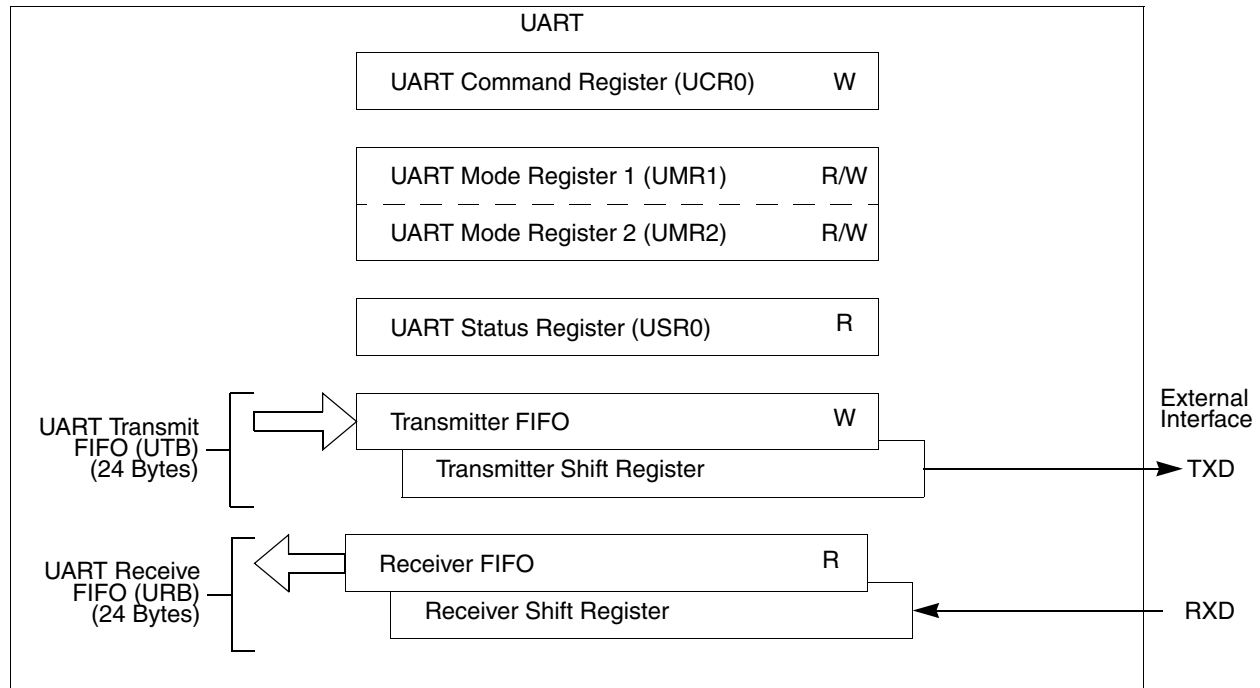 UART
UART Command Register (UCR0) W
UART Mode Register 1 (UMR1) R/W
UART Mode Register 2 (UMR2) R/W
UART Status Register (USR0) R
UART Transmit
FIFO (UTB)
(24 Bytes)
Transmitter FIFO W
Transmitter Shift Register
External
Interface
TXD
UART Receive
FIFO (URB)
(24 Bytes)
Receiver FIFO R
Receiver Shift Register
RXD